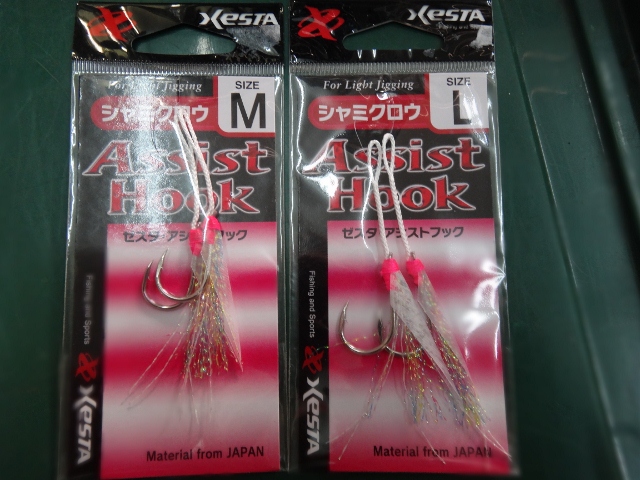 XESTA
For Light Jigging
SIZE
シャミクロウ
M
Assist
Hook
ゼスタ アシストフック
Fishing and Sports
XESTA
Material from JAPAN
XESTA
For Light Jigging
SIZE
シャミクロウ
L
Assist
Hook
ゼスタ アシストフック
Fishing and Sports
XESTA
Material from JAPAN